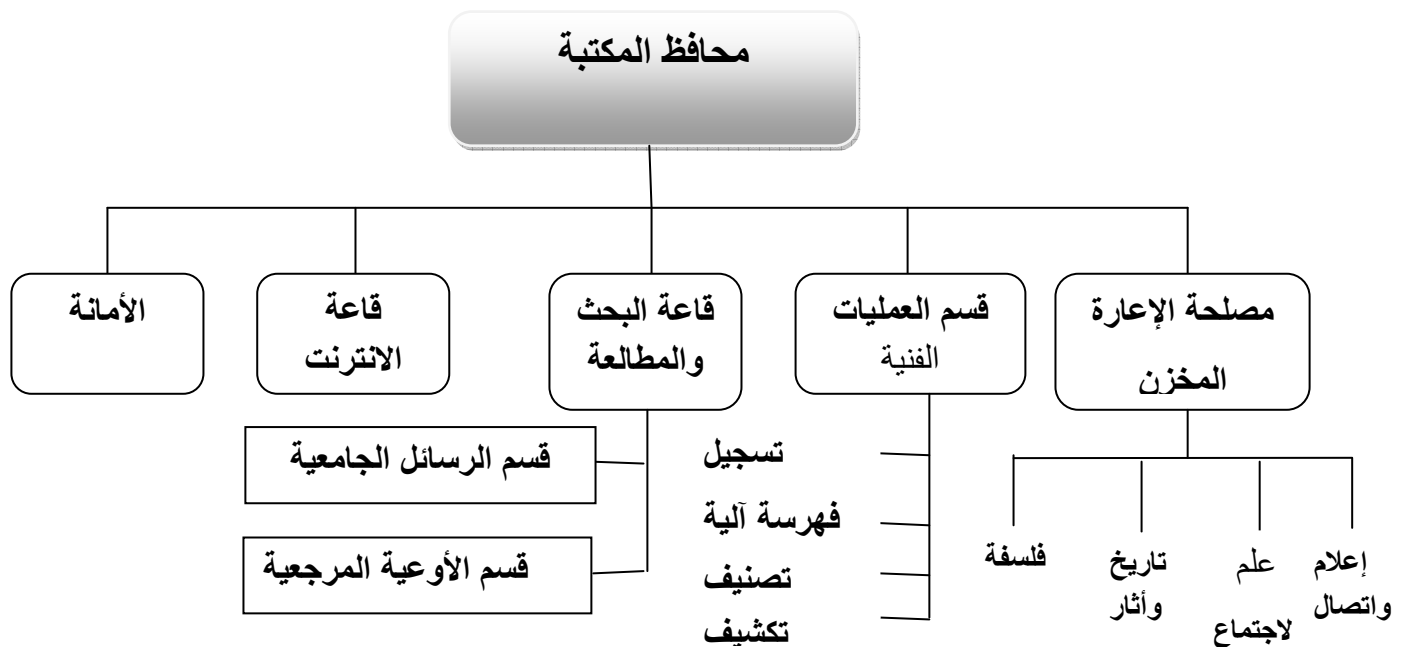 محافظ المكتبة
مصلحة الإعارة
المخزن
قسم العمليات
الفنية
قاعة البحث
والمطالعة
قاعة
الانترنت
الأمانة
إعلام
واتصال
علم
لاجتماع
تاريخ
وأثار
فلسفة
تسجيل
فهرسة آلية
تصنيف
تكشيف
قسم الرسائل الجامعية
قسم الأوعية المرجعية